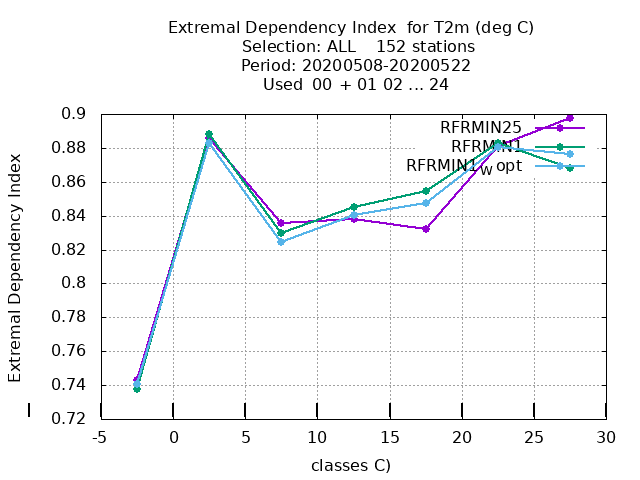 Extremal Dependency Index for T2m (deg C)
Selection: ALL 152 stations
Period: 20200508-20200522
Used 00 + 01 02 ... 24
Extremal Dependency Index
0.9
0.88
0.86
0.84
0.82
0.8
0.78
0.76
0.74
0.72
RFRMIN25
RFRMIN1
RFRMIN1w opt
-5
0
5
10
15
20
25
30
classes C)